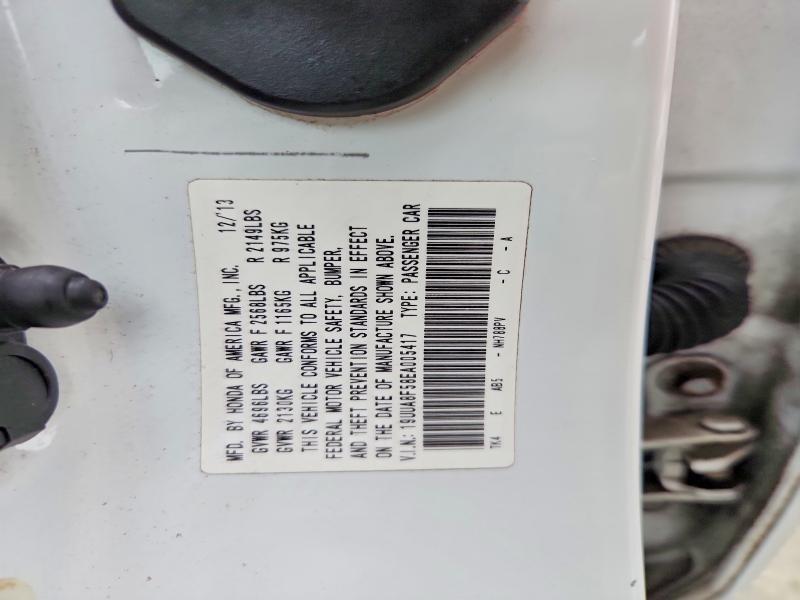 MFD. BY HONDA OF AMERICA MFG., INC. 12/'13
GVWR 4696LBS GAWR F 2568LBS R 2149LBS
GVWR 2130KG GAWR F 1165KG R 975KG
THIS VEHICLE CONFORMS TO ALL APPLICABLE
FEDERAL MOTOR VEHICLE SAFETY, BUMPER,
AND THEFT PREVENTION STANDARDS IN EFFECT
ON THE DATE OF MANUFACTURE SHOWN ABOVE.
V.I.N: 19UUA8F58EA005417 TYPE: PASSENGER CAR
TK4 E AB5 - NH788PV - C - A